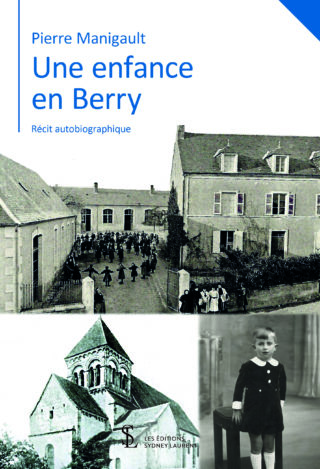 Pierre Manigault
Une enfance
en Berry
Récit autobiographique
LES ÉDITIONS
SYDNEY LAURENT